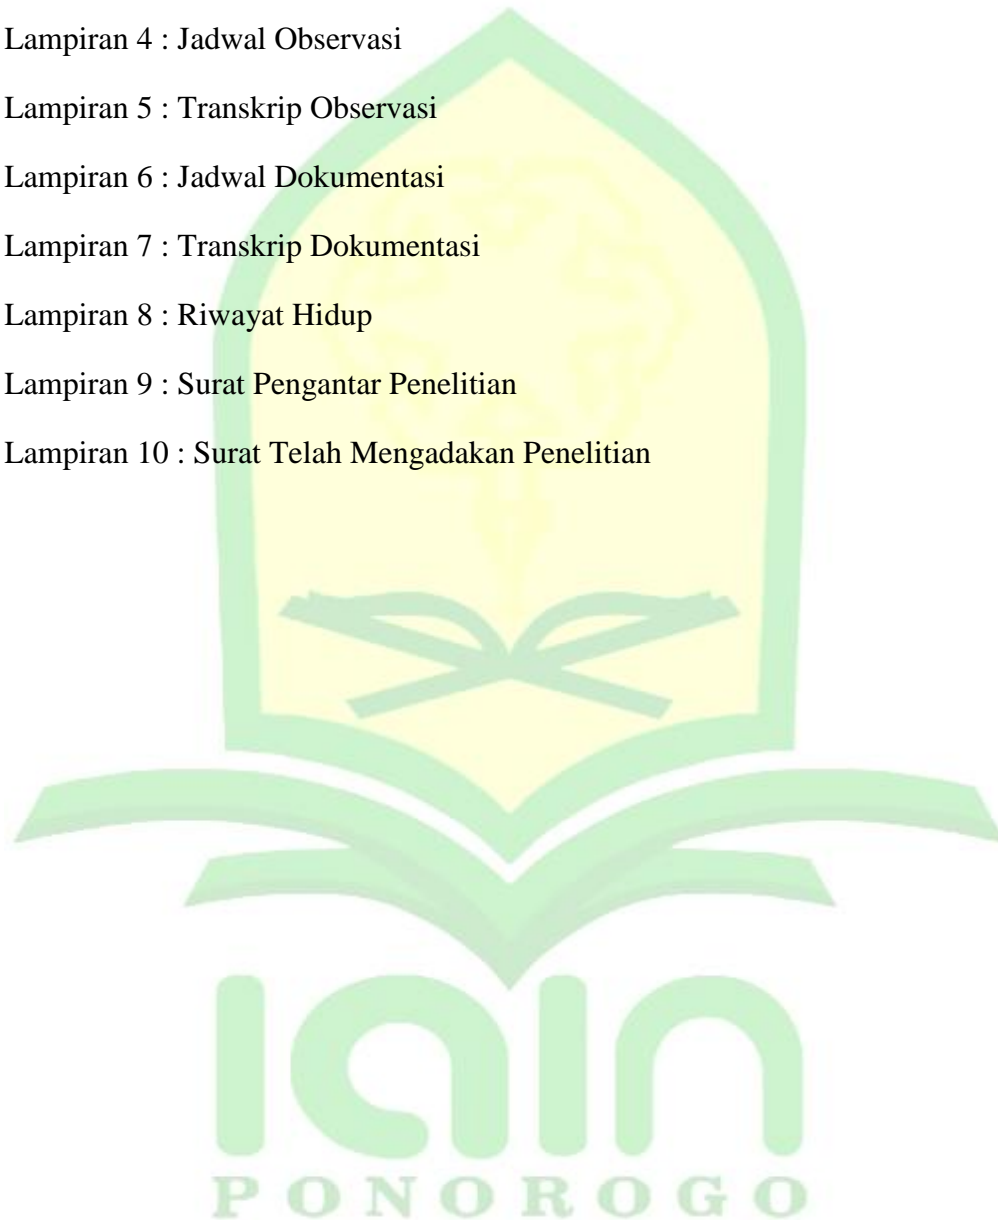 Lampiran 4 : Jadwal Observasi
Lampiran 5 : Transkrip Observasi
Lampiran 6 : Jadwal Dokumentasi
Lampiran 7 : Transkrip Dokumentasi
Lampiran 8 : Riwayat Hidup
Lampiran 9 : Surat Pengantar Penelitian
Lampiran 10 : Surat Telah Mengadakan Penelitian
iain
PONOROGO